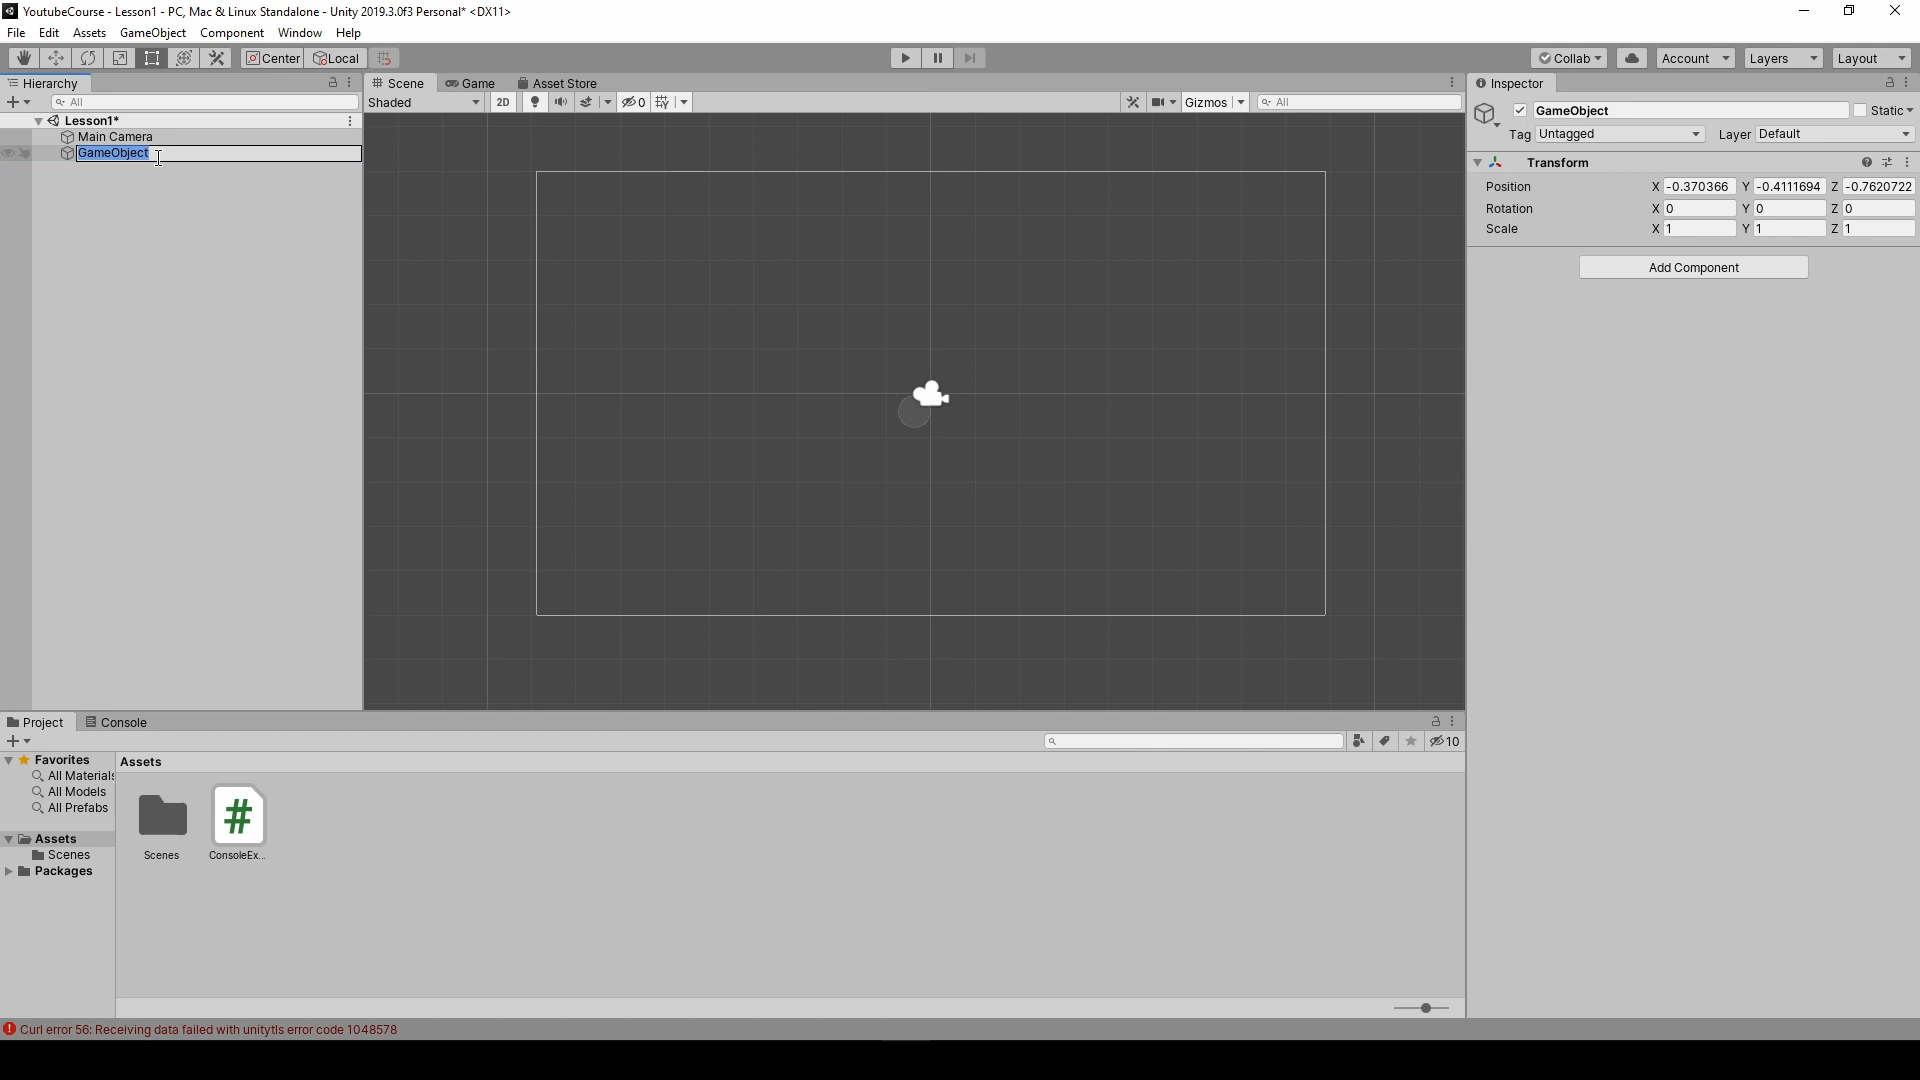 YoutubeCourse - Lesson1 - PC, Mac & Linux Standalone - Unity 2019.3.0f3 Personal* <DX11>
File Edit Assets GameObject Component Window Help
Center Local Collab Account Layers Layout
Hierarchy
All
Lesson1*
Main Camera
GameObject
Scene Game Asset Store
Shaded 2D 0 Gizmos All
Inspector
GameObject Static
Tag Untagged Layer Default
Transform
Position X -0.370366 Y -0.4111694 Z -0.7620722
Rotation X 0 Y 0 Z 0
Scale X 1 Y 1 Z 1
Add Component
Project Console
10
Favorites
All Materials
All Models
All Prefabs
Assets
Scenes
Packages
Assets
Scenes ConsoleEx...
Curl error 56: Receiving data failed with unitytls error code 1048578